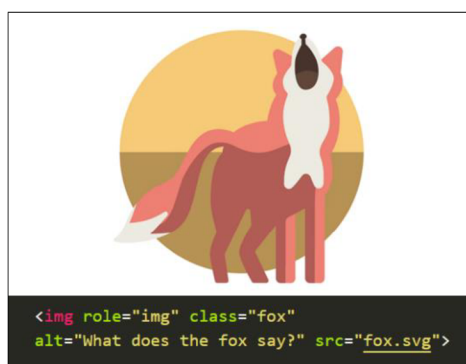 <img role="img" class="fox"
alt="What does the fox say?" src="fox.svg">